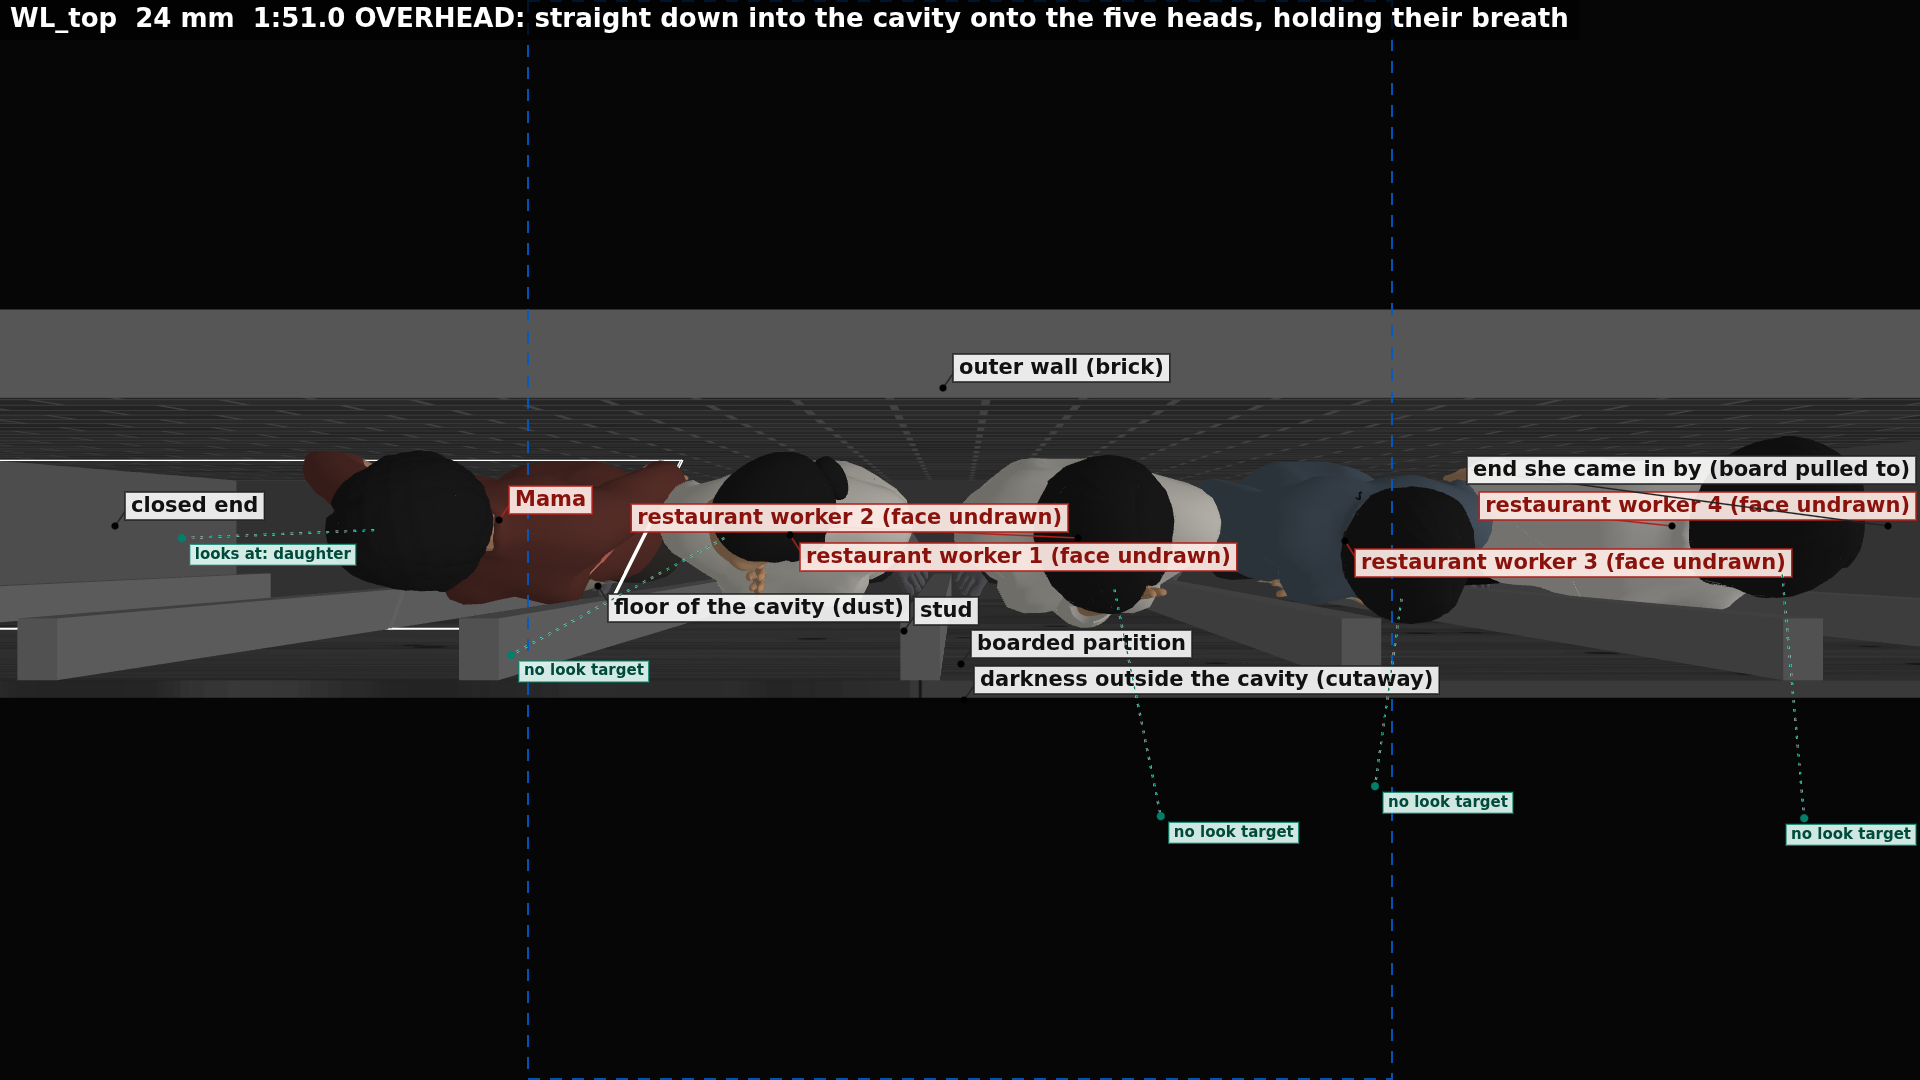 WL_top 24 mm 1:51.0 OVERHEAD: straight down into the cavity onto the five heads, holding their breath
outer wall (brick)
end she came in by (board pulled to)
closed end
Mama
restaurant worker 4 (face undrawn)
restaurant worker 2 (face undrawn)
looks at: daughter
restaurant worker 1 (face undrawn)
restaurant worker 3 (face undrawn)
floor of the cavity (dust)
stud
boarded partition
no look target
darkness outside the cavity (cutaway)
no look target
no look target
no look target